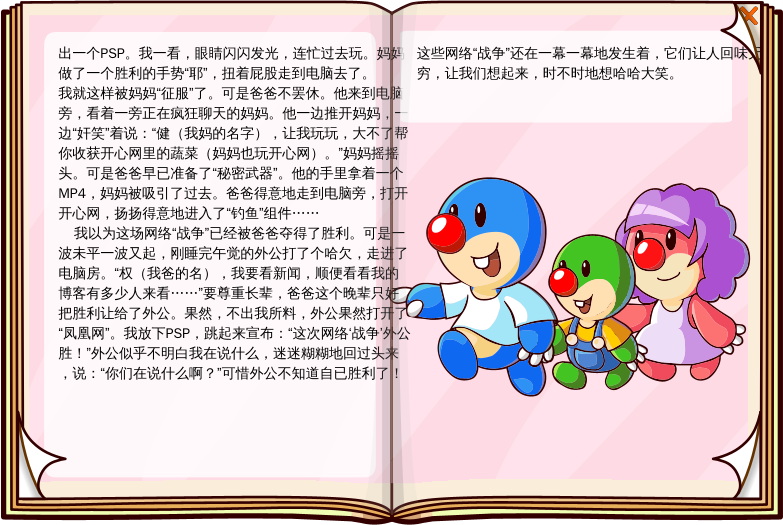 出一个PSP。我一看，眼睛闪闪发光，连忙过去玩。妈妈
做了一个胜利的手势“耶”，扭着屁股走到电脑去了。
我就这样被妈妈“征服”了。可是爸爸不罢休。他来到电脑
旁，看着一旁正在疯狂聊天的妈妈。他一边推开妈妈，一
边“奸笑”着说：“健（我妈的名字），让我玩玩，大不了帮
你收获开心网里的蔬菜（妈妈也玩开心网）。”妈妈摇摇
头。可是爸爸早已准备了“秘密武器”。他的手里拿着一个
MP4，妈妈被吸引了过去。爸爸得意地走到电脑旁，打开
开心网，扬扬得意地进入了“钓鱼”组件……
我以为这场网络“战争”已经被爸爸夺得了胜利。可是一
波未平一波又起，刚睡完午觉的外公打了个哈欠，走进了
电脑房。“权（我爸的名），我要看新闻，顺便看看我的
博客有多少人来看……”要尊重长辈，爸爸这个晚辈只好
把胜利让给了外公。果然，不出我所料，外公果然打开了
“凤凰网”。我放下PSP，跳起来宣布：“这次网络‘战争’外公
胜！”外公似乎不明白我在说什么，迷迷糊糊地回过头来
，说：“你们在说什么啊？”可惜外公不知道自已胜利了！
这些网络“战争”还在一幕一幕地发生着，它们让人回味无
穷，让我们想起来，时不时地想哈哈大笑。